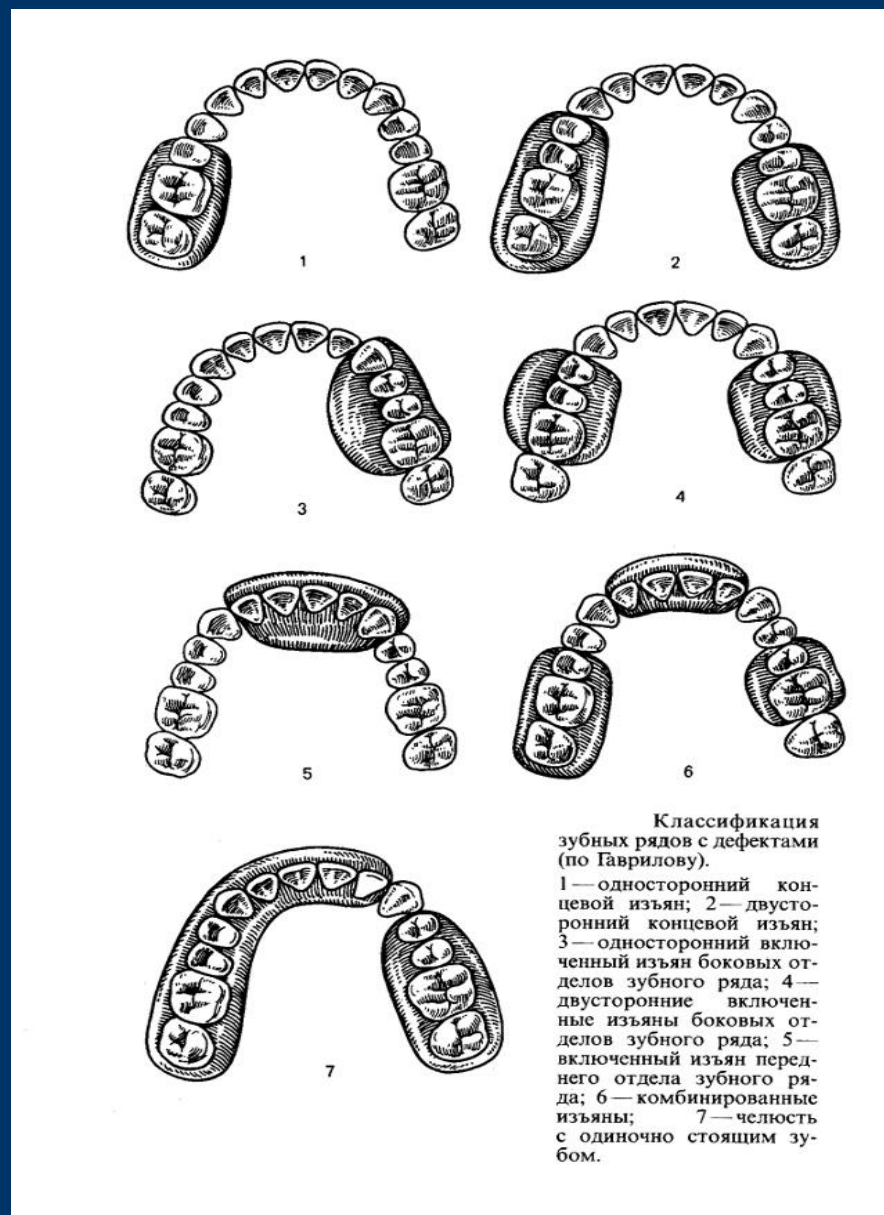 1
2
3
4
5
6
7
Классификация
зубных рядов с дефектами
(по Гаврилову).
1 — односторонний кон-
цевой изъян; 2 — двусто-
ронний концевой изъян;
3 — односторонний вклю-
ченный изъян боковых от-
делов зубного ряда; 4 —
двусторонние включен-
ные изъяны боковых от-
делов зубного ряда; 5 —
включенный изъян перед-
него отдела зубного ря-
да; 6 — комбинированные
изъяны; 7 — челюсть
с одиночно стоящим зу-
бом.